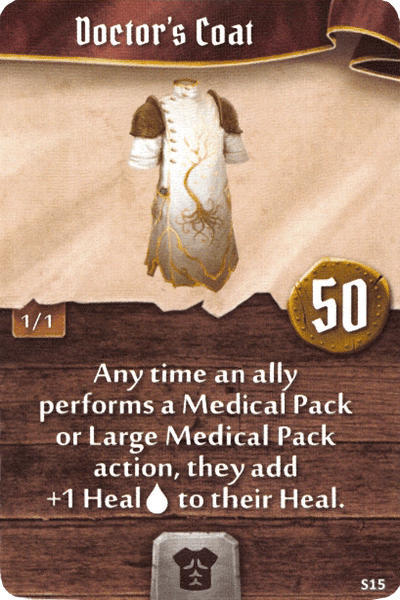 Doctor's Coat
1/1
50
Any time an ally
performs a Medical Pack
or Large Medical Pack
action, they add
+1 Heal to their Heal.
S15